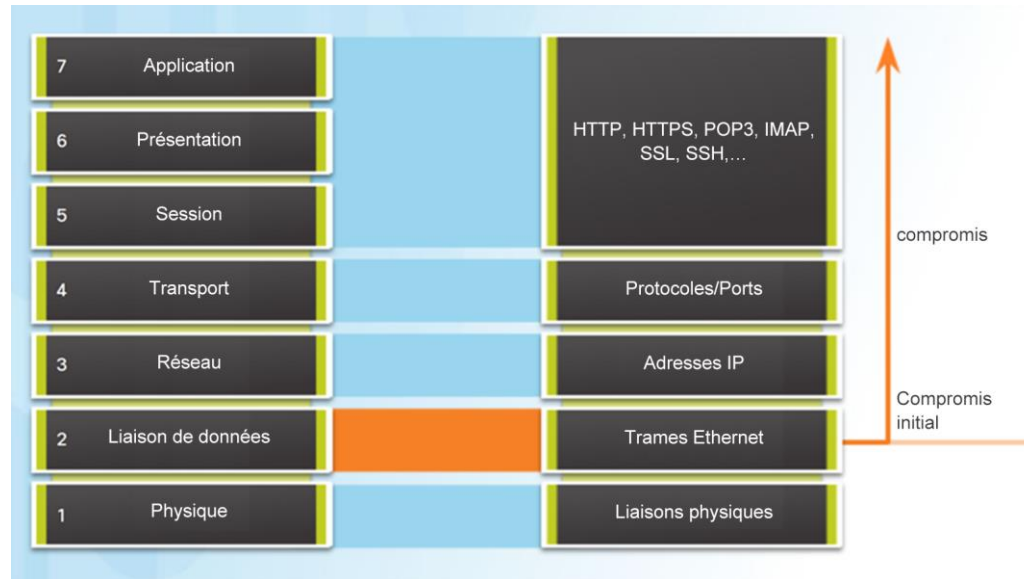 7 Application
6 Présentation
5 Session
4 Transport
3 Réseau
2 Liaison de données
1 Physique
HTTP, HTTPS, POP3, IMAP,
SSL, SSH,...
Protocoles/Ports
Adresses IP
Trames Ethernet
Liaisons physiques
compromis
Compromis
initial